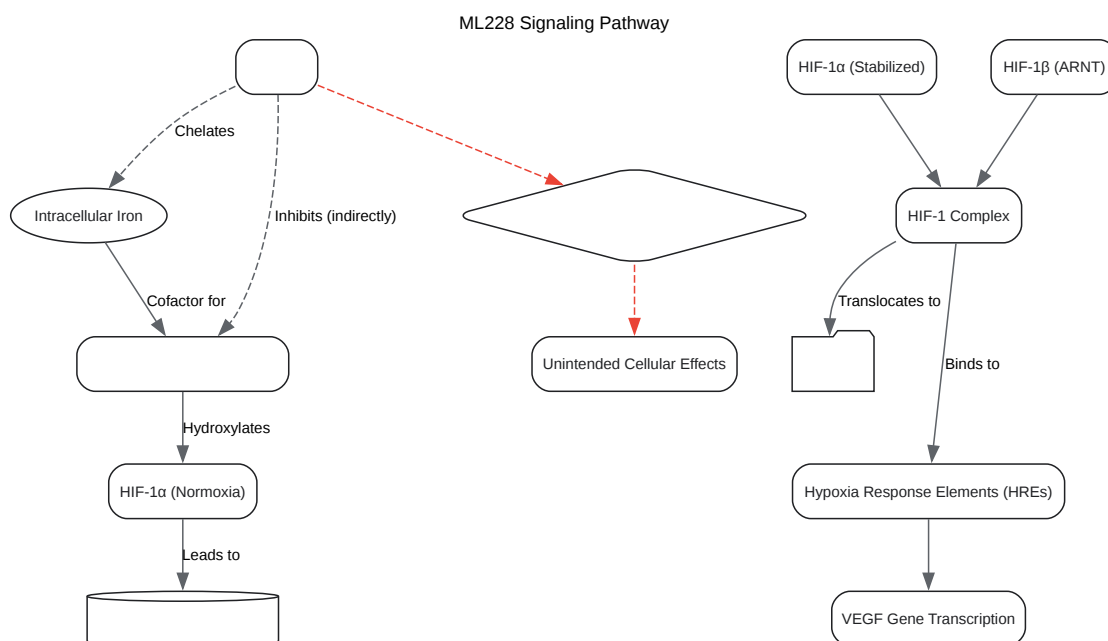 ML228 Signaling Pathway
HIF-1α (Stabilized)
HIF-1β (ARNT)
Chelates
Intracellular Iron
Inhibits (indirectly)
HIF-1 Complex
Cofactor for
Translocates to
Unintended Cellular Effects
Binds to
Hydroxylates
HIF-1α (Normoxia)
Hypoxia Response Elements (HREs)
Leads to
VEGF Gene Transcription